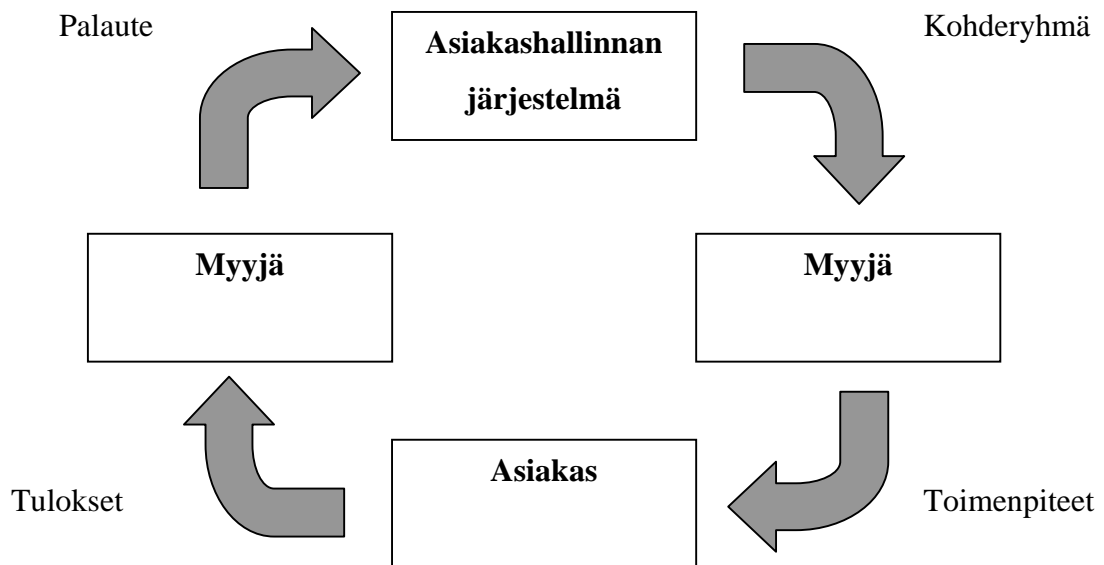 Palaute
Asiakashallinnan
järjestelmä
Kohderyhmä
Myyjä
Myyjä
Asiakas
Tulokset
Toimenpiteet